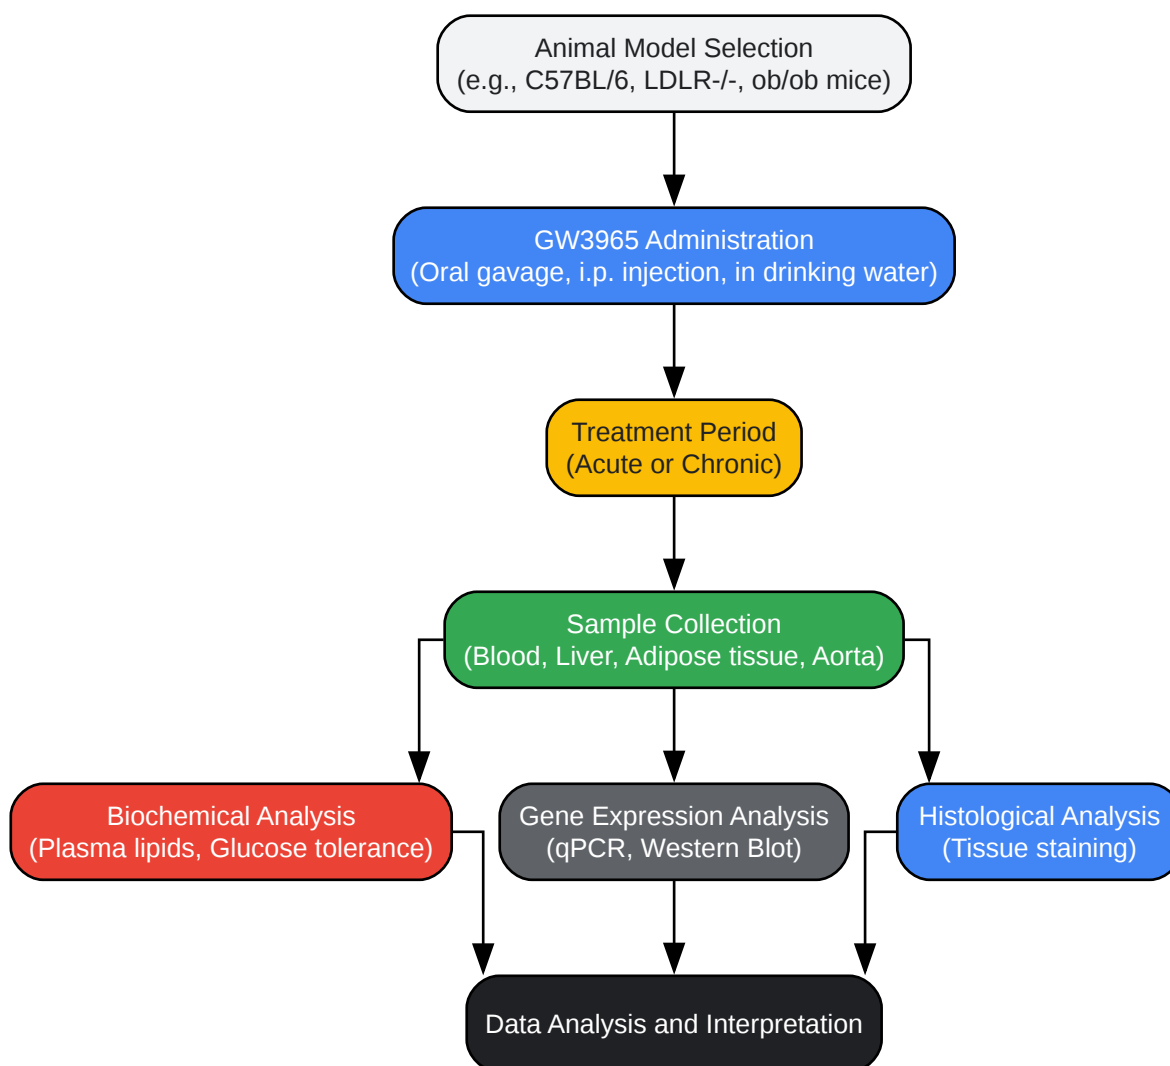 Animal Model Selection
(e.g., C57BL/6, LDLR-/-, ob/ob mice)
GW3965 Administration
(Oral gavage, i.p. injection, in drinking water)
Treatment Period
(Acute or Chronic)
Sample Collection
(Blood, Liver, Adipose tissue, Aorta)
Biochemical Analysis
(Plasma lipids, Glucose tolerance)
Gene Expression Analysis
(qPCR, Western Blot)
Histological Analysis
(Tissue staining)
Data Analysis and Interpretation